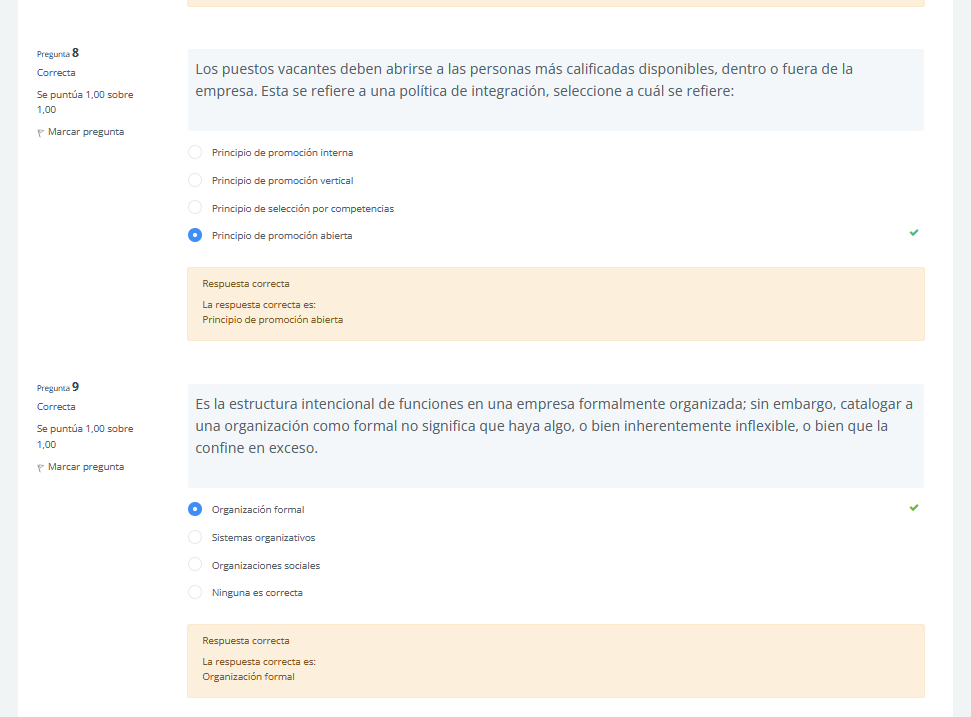 Pregunta 8
Correcta
Se puntúa 1,00 sobre
1,00
Marcar pregunta
Los puestos vacantes deben abrirse a las personas más calificadas disponibles, dentro o fuera de la
empresa. Esta se refiere a una política de integración, seleccione a cuál se refiere:
Principio de promoción interna
Principio de promoción vertical
Principio de selección por competencias
Principio de promoción abierta
Respuesta correcta
La respuesta correcta es:
Principio de promoción abierta
Pregunta 9
Correcta
Se puntúa 1,00 sobre
1,00
Marcar pregunta
Es la estructura intencional de funciones en una empresa formalmente organizada; sin embargo, catalogar a
una organización como formal no significa que haya algo, o bien inherentemente inflexible, o bien que la
confine en exceso.
Organización formal
Sistemas organizativos
Organizaciones sociales
Ninguna es correcta
Respuesta correcta
La respuesta correcta es:
Organización formal